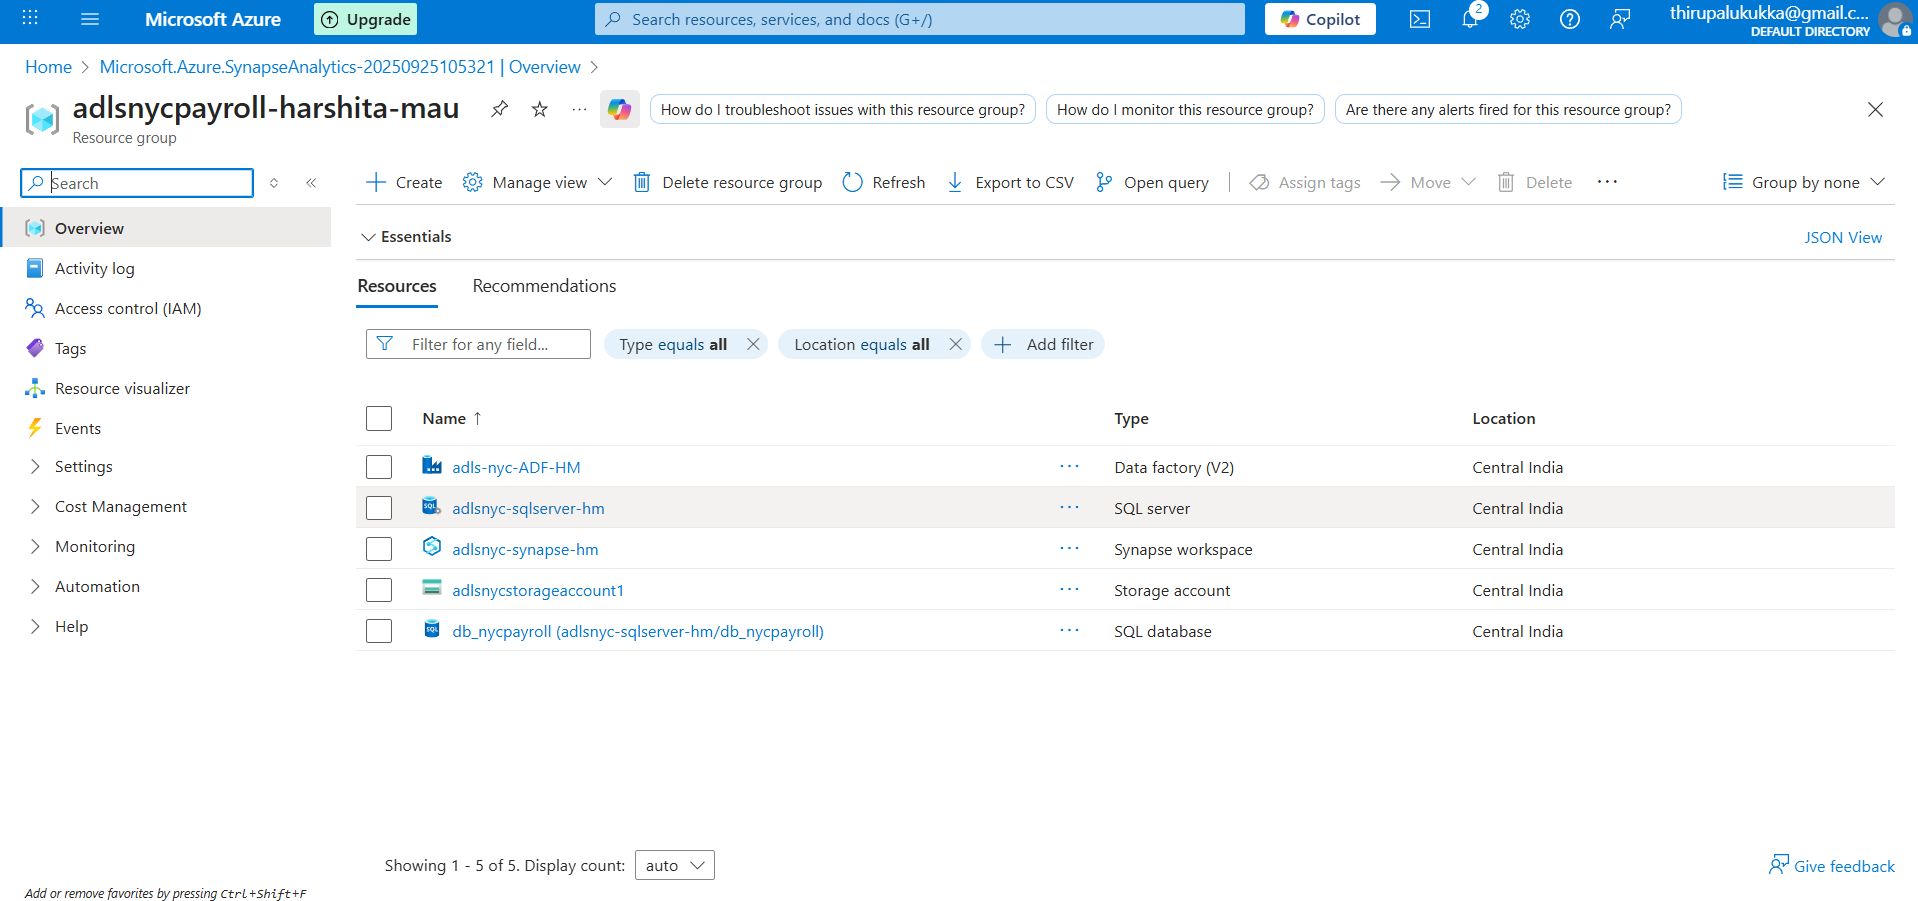 Microsoft Azure Upgrade Search resources, services, and docs (G+/) Copilot 2 thirupalukukka@gmail.c...
DEFAULT DIRECTORY
Home > Microsoft.Azure.SynapseAnalytics-20250925105321 | Overview >
adlsnycpayroll-harshita-mau ... How do I troubleshoot issues with this resource group? How do I monitor this resource group? Are there any alerts fired for this resource group?
Resource group
Search
Create Manage view Delete resource group Refresh Export to CSV Open query Assign tags Move Delete ... Group by none
Overview
Activity log
Access control (IAM)
Tags
Resource visualizer
Events
Settings
Cost Management
Monitoring
Automation
Help
Essentials JSON View
Resources Recommendations
Filter for any field... Type equals all Location equals all Add filter
Name ↑ Type Location
adls-nyc-ADF-HM ... Data factory (V2) Central India
adlsnyc-sqlserver-hm ... SQL server Central India
adlsnyc-synapse-hm ... Synapse workspace Central India
adlsnycstorageaccount1 ... Storage account Central India
db_nycpayroll (adlsnyc-sqlserver-hm/db_nycpayroll) ... SQL database Central India
Showing 1 - 5 of 5. Display count: auto
Give feedback
Add or remove favorites by pressing Ctrl+Shift+F